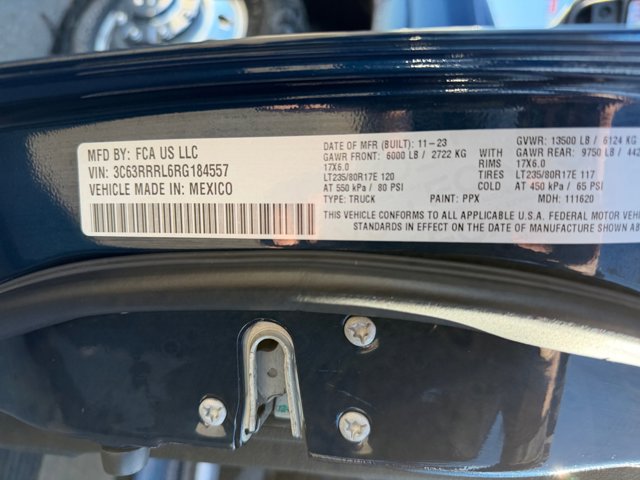 MFD BY: FCA US LLC
VIN: 3C63RRRL6RG184557
VEHICLE MADE IN: MEXICO
DATE OF MFR (BUILT): 11-23 GVWR: 13500 LB / 6124 KG
GAWR FRONT: 6000 LB / 2722 KG WITH GAWR REAR: 9750 LB /
17X6.0 RIMS 17X6.0
LT235/80R17E 120 TIRES LT235/80R17E 117
AT 550 kPa / 80 PSI COLD AT 450 kPa / 65 PSI
TYPE: TRUCK PAINT: PPX MDH: 111620
THIS VEHICLE CONFORMS TO ALL APPLICABLE U.S.A. FEDERAL MOTOR
STANDARDS IN EFFECT ON THE DATE OF MANUFACTURE SHOWN